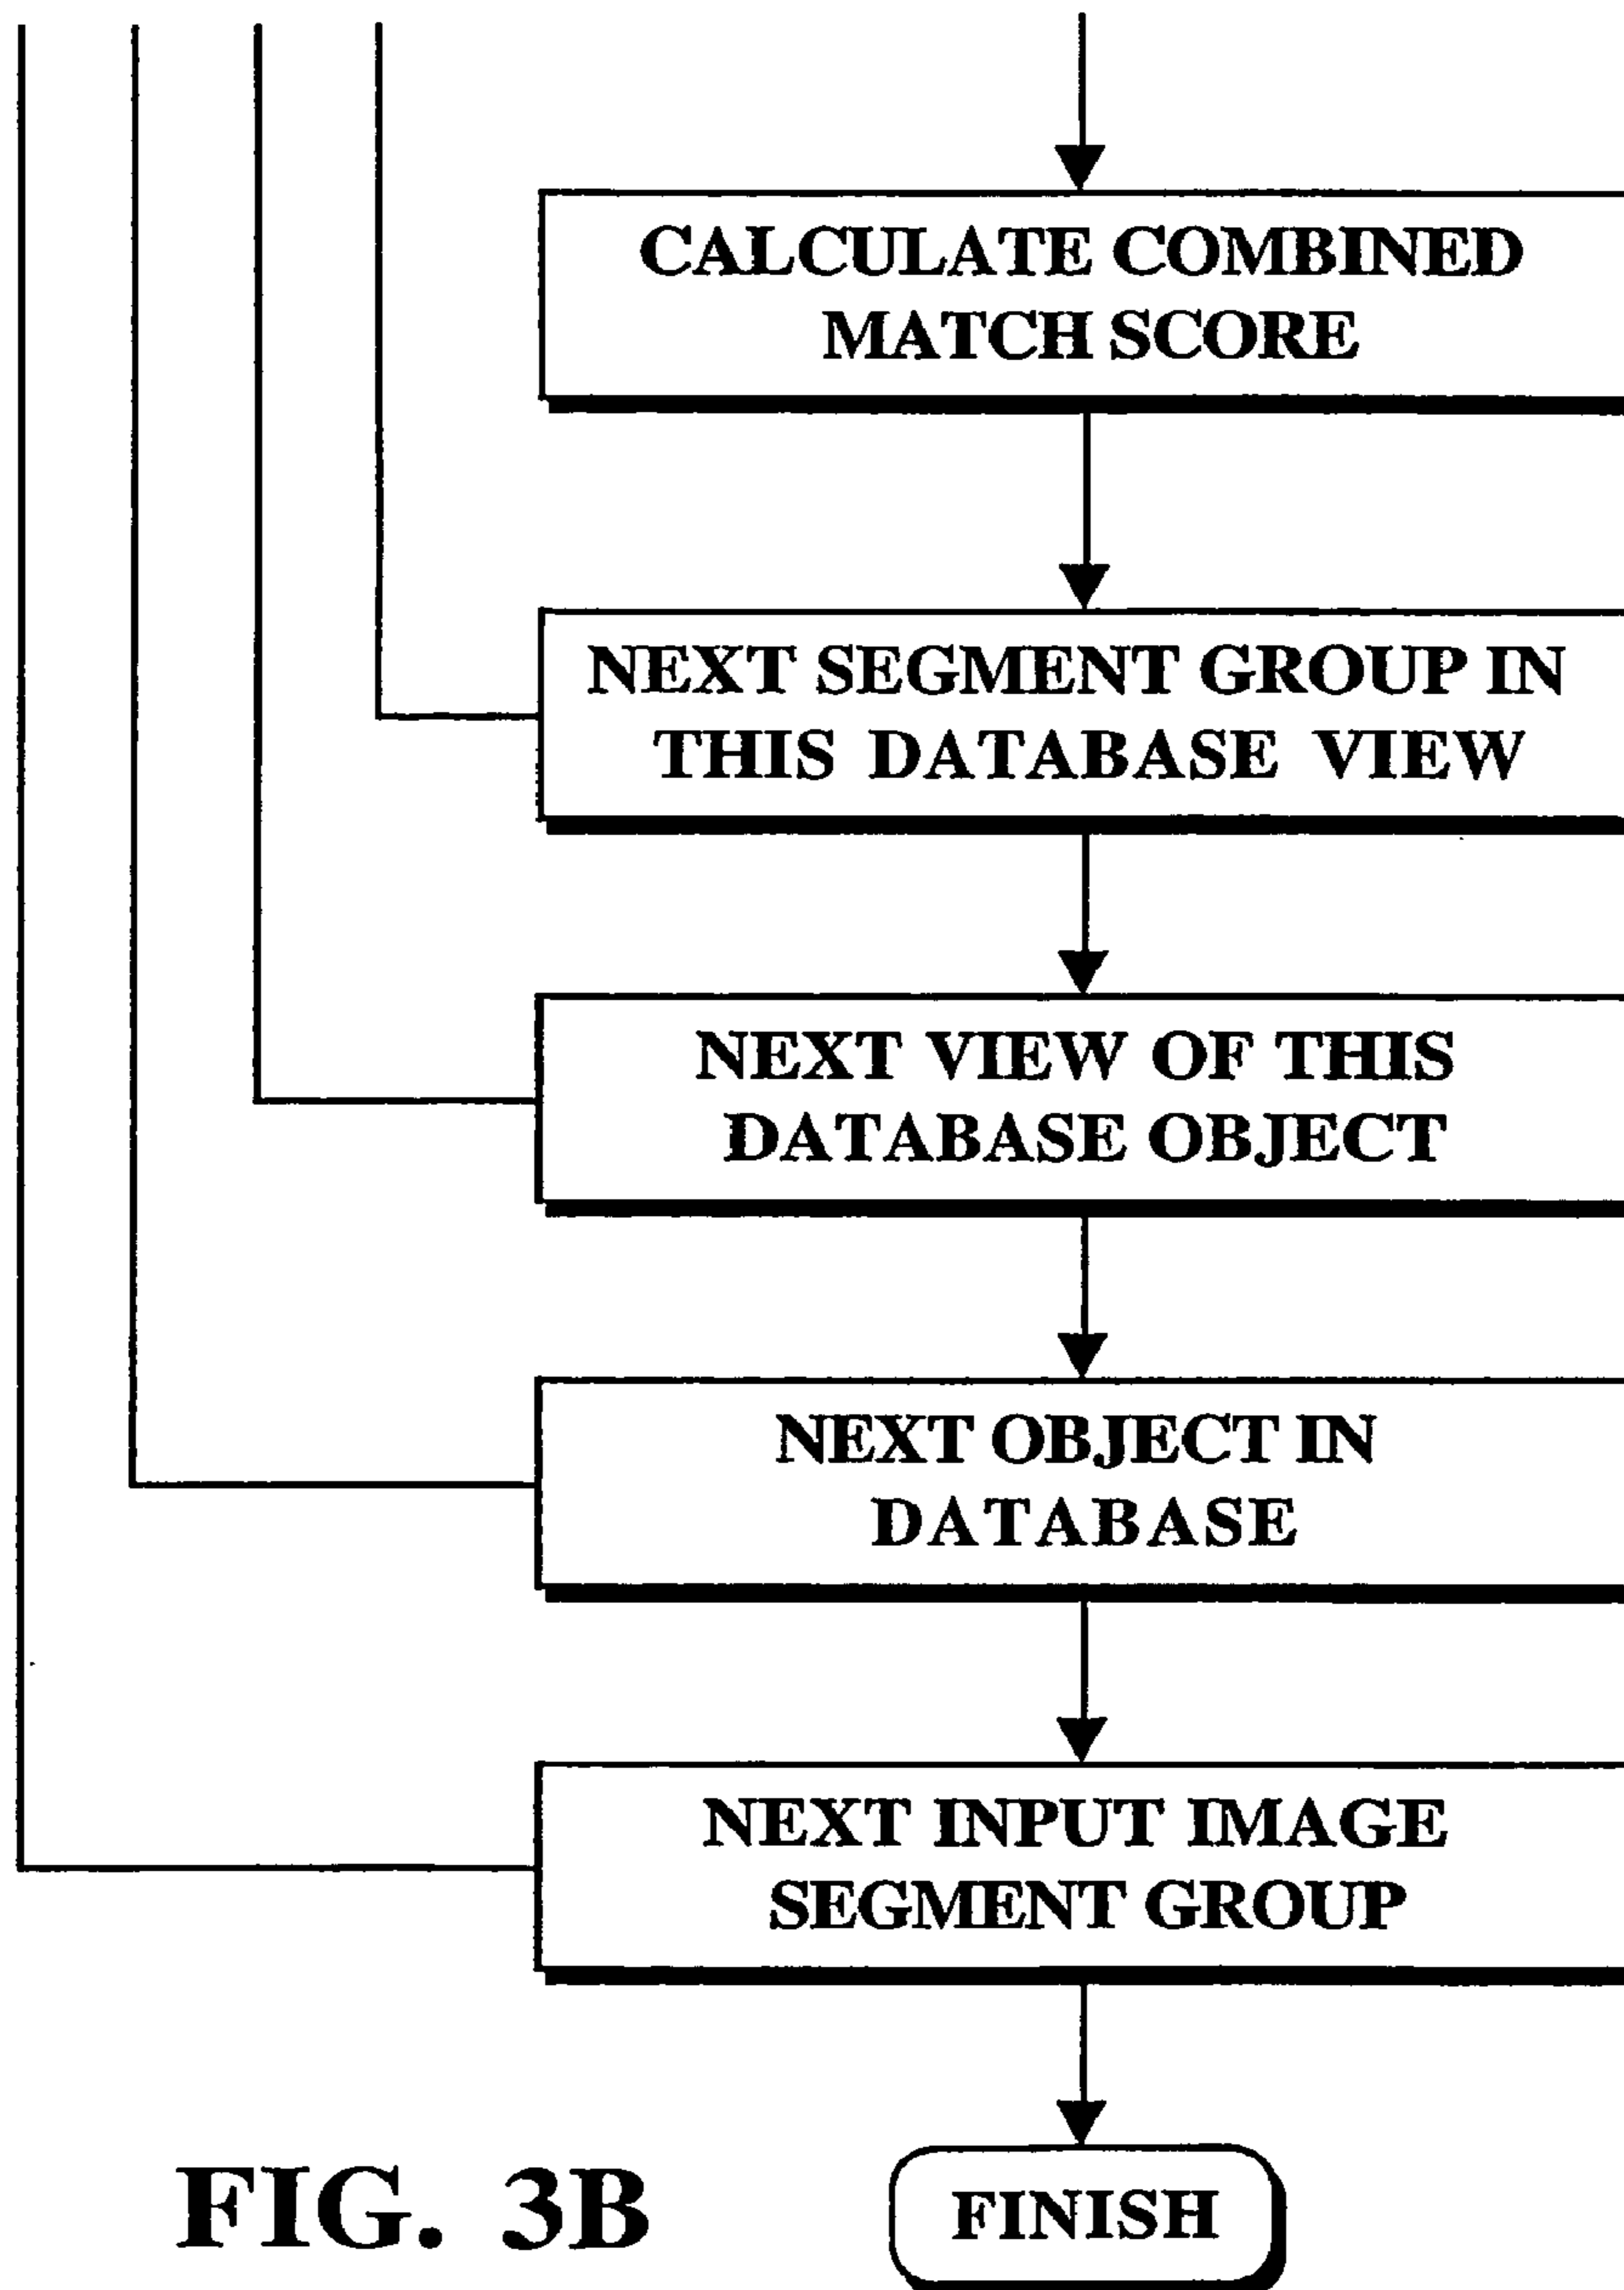 CALCULATE COMBINED
MATCH SCORE
NEXT SEGMENT GROUP IN
THIS DATABASE VIEW
NEXT VIEW OF THIS
DATABASE OBJECT
NEXT OBJECT IN
DATABASE
NEXT INPUT IMAGE
SEGMENT GROUP
FINISH
FIG. 3B